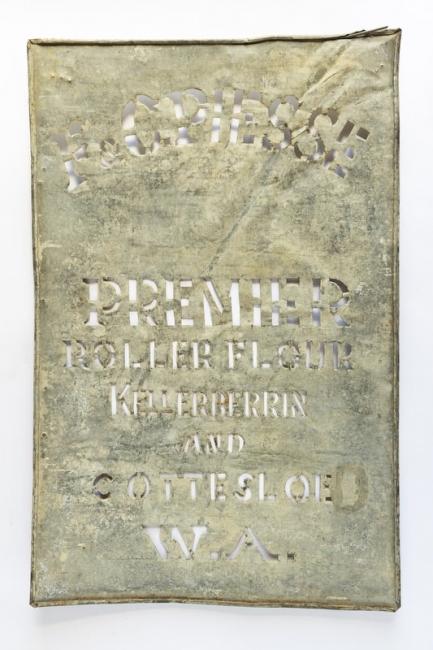 F & C PIESSE
PREMIER
ROLLER FLOUR
KELLERBERRIN
AND
COTTESLOE
W.A.